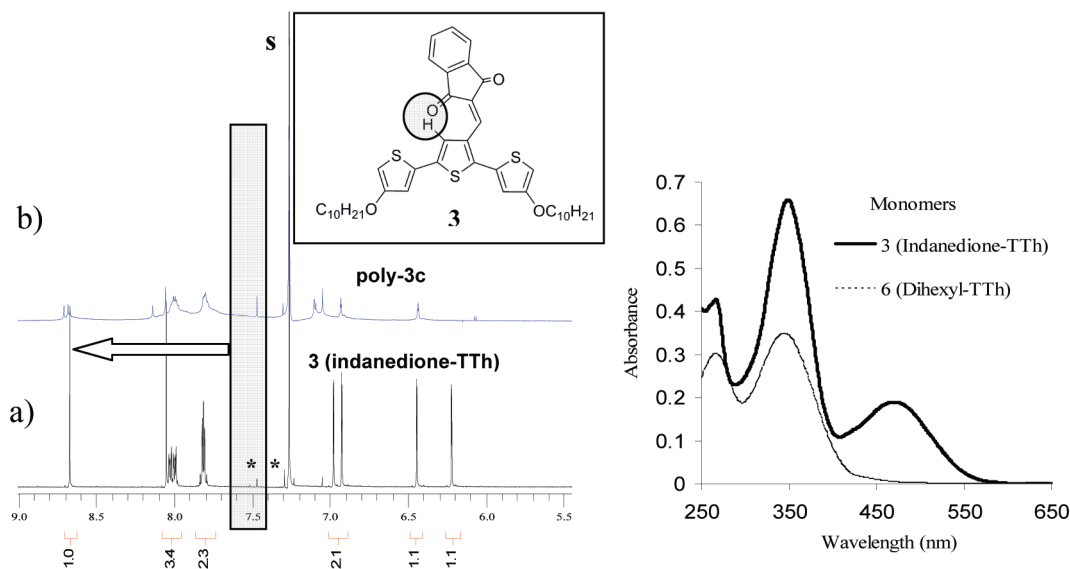 b)
a)
s
O
O
H
S
S
S
C₁₀H₂₁O
OC₁₀H₂₁
3
poly-3c
3 (indanedione-TTh)
* *
9.0 8.5 8.0 7.5 7.0 6.5 6.0 5.5
1.0 3.4 2.3 2.1 1.1 1.1
Absorbance
0.7
0.6
0.5
0.4
0.3
0.2
0.1
0
Monomers
3 (Indanedione-TTh)
6 (Dihexyl-TTh)
250 350 450 550 650
Wavelength (nm)